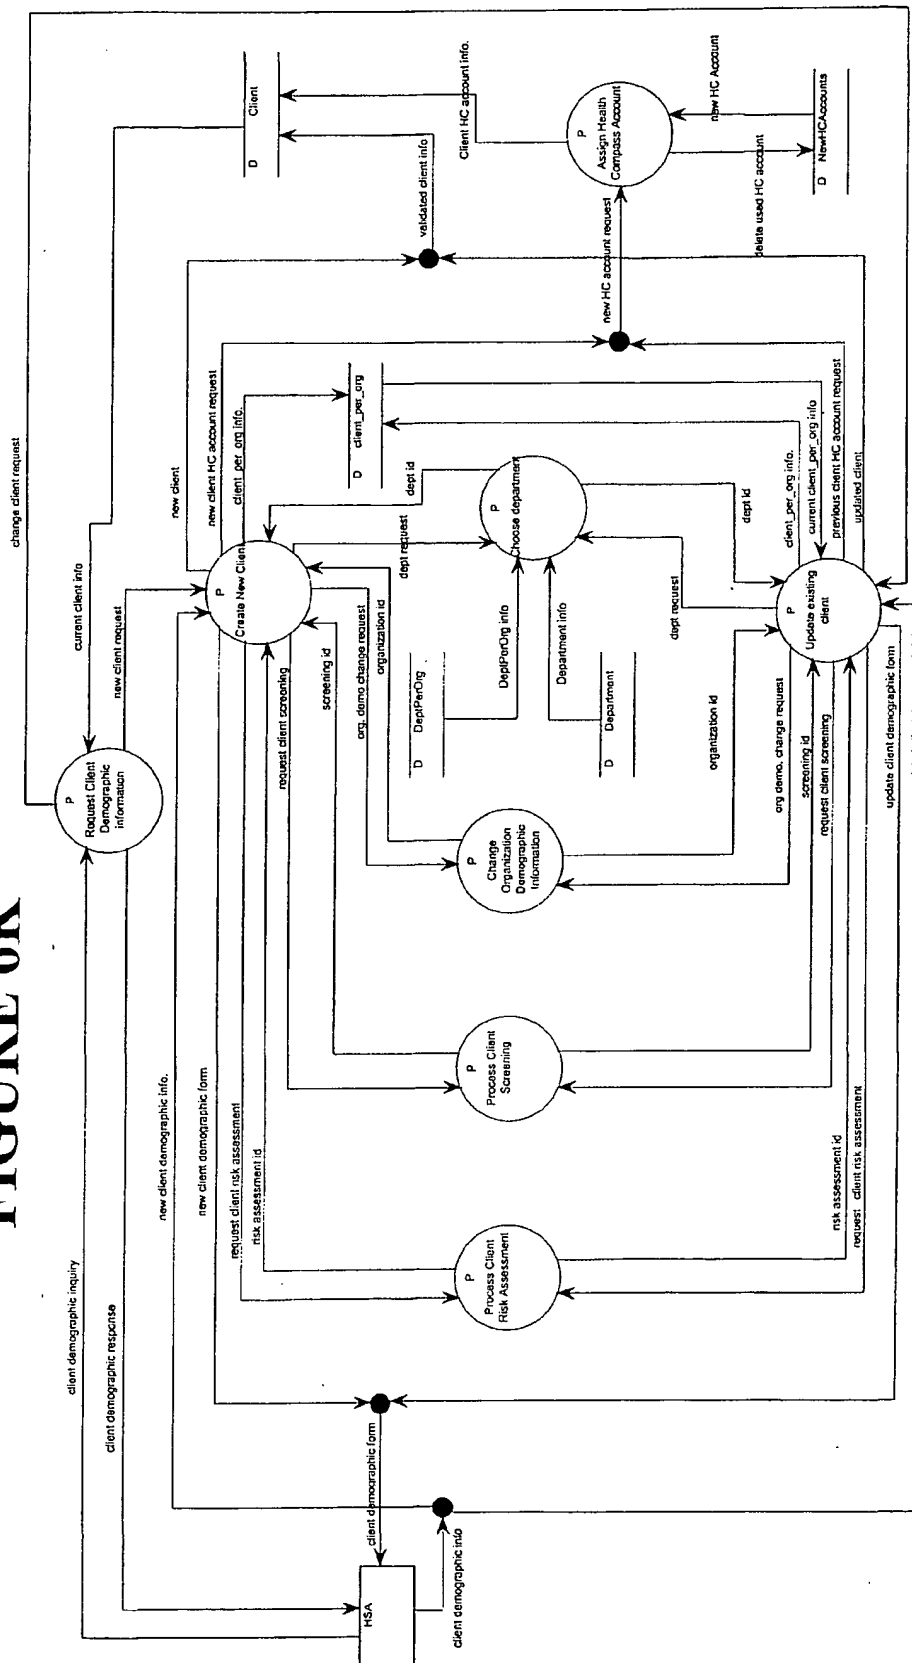 FIGURE 6K
change client request
current client info
new client request
P
Request Client
Demographic
information
client demographic inquiry
client demographic response
new client demographic info.
new client demographic form
request client risk assessment
risk assessment id
new client
new client HC account request
client_per_org info.
P
Create New Client
request client screening
screening id
org. demo change request
organization id
dept request
dept id
D Client
validated client info
Client HC account info.
D client_per_org
P
Choose department
DeptPerOrg info
Department info
D DeptPerOrg
D Department
P
Change
Organization
Demographic
Information
P
Process Client
Screening
P
Process Client
Risk Assessment
HSA
client demographic form
client demographic info
P
Assign Health
Compass Account
new HC account request
new HC Account
delete used HC account
D NewHCAccounts
dept id
dept request
client_per_org info.
current client_per_org info
previous client HC account request
updated client
P
Update existing
client
organization id
org demo. change request
screening id
request client screening
risk assessment id
request client risk assessment
update client demographic form